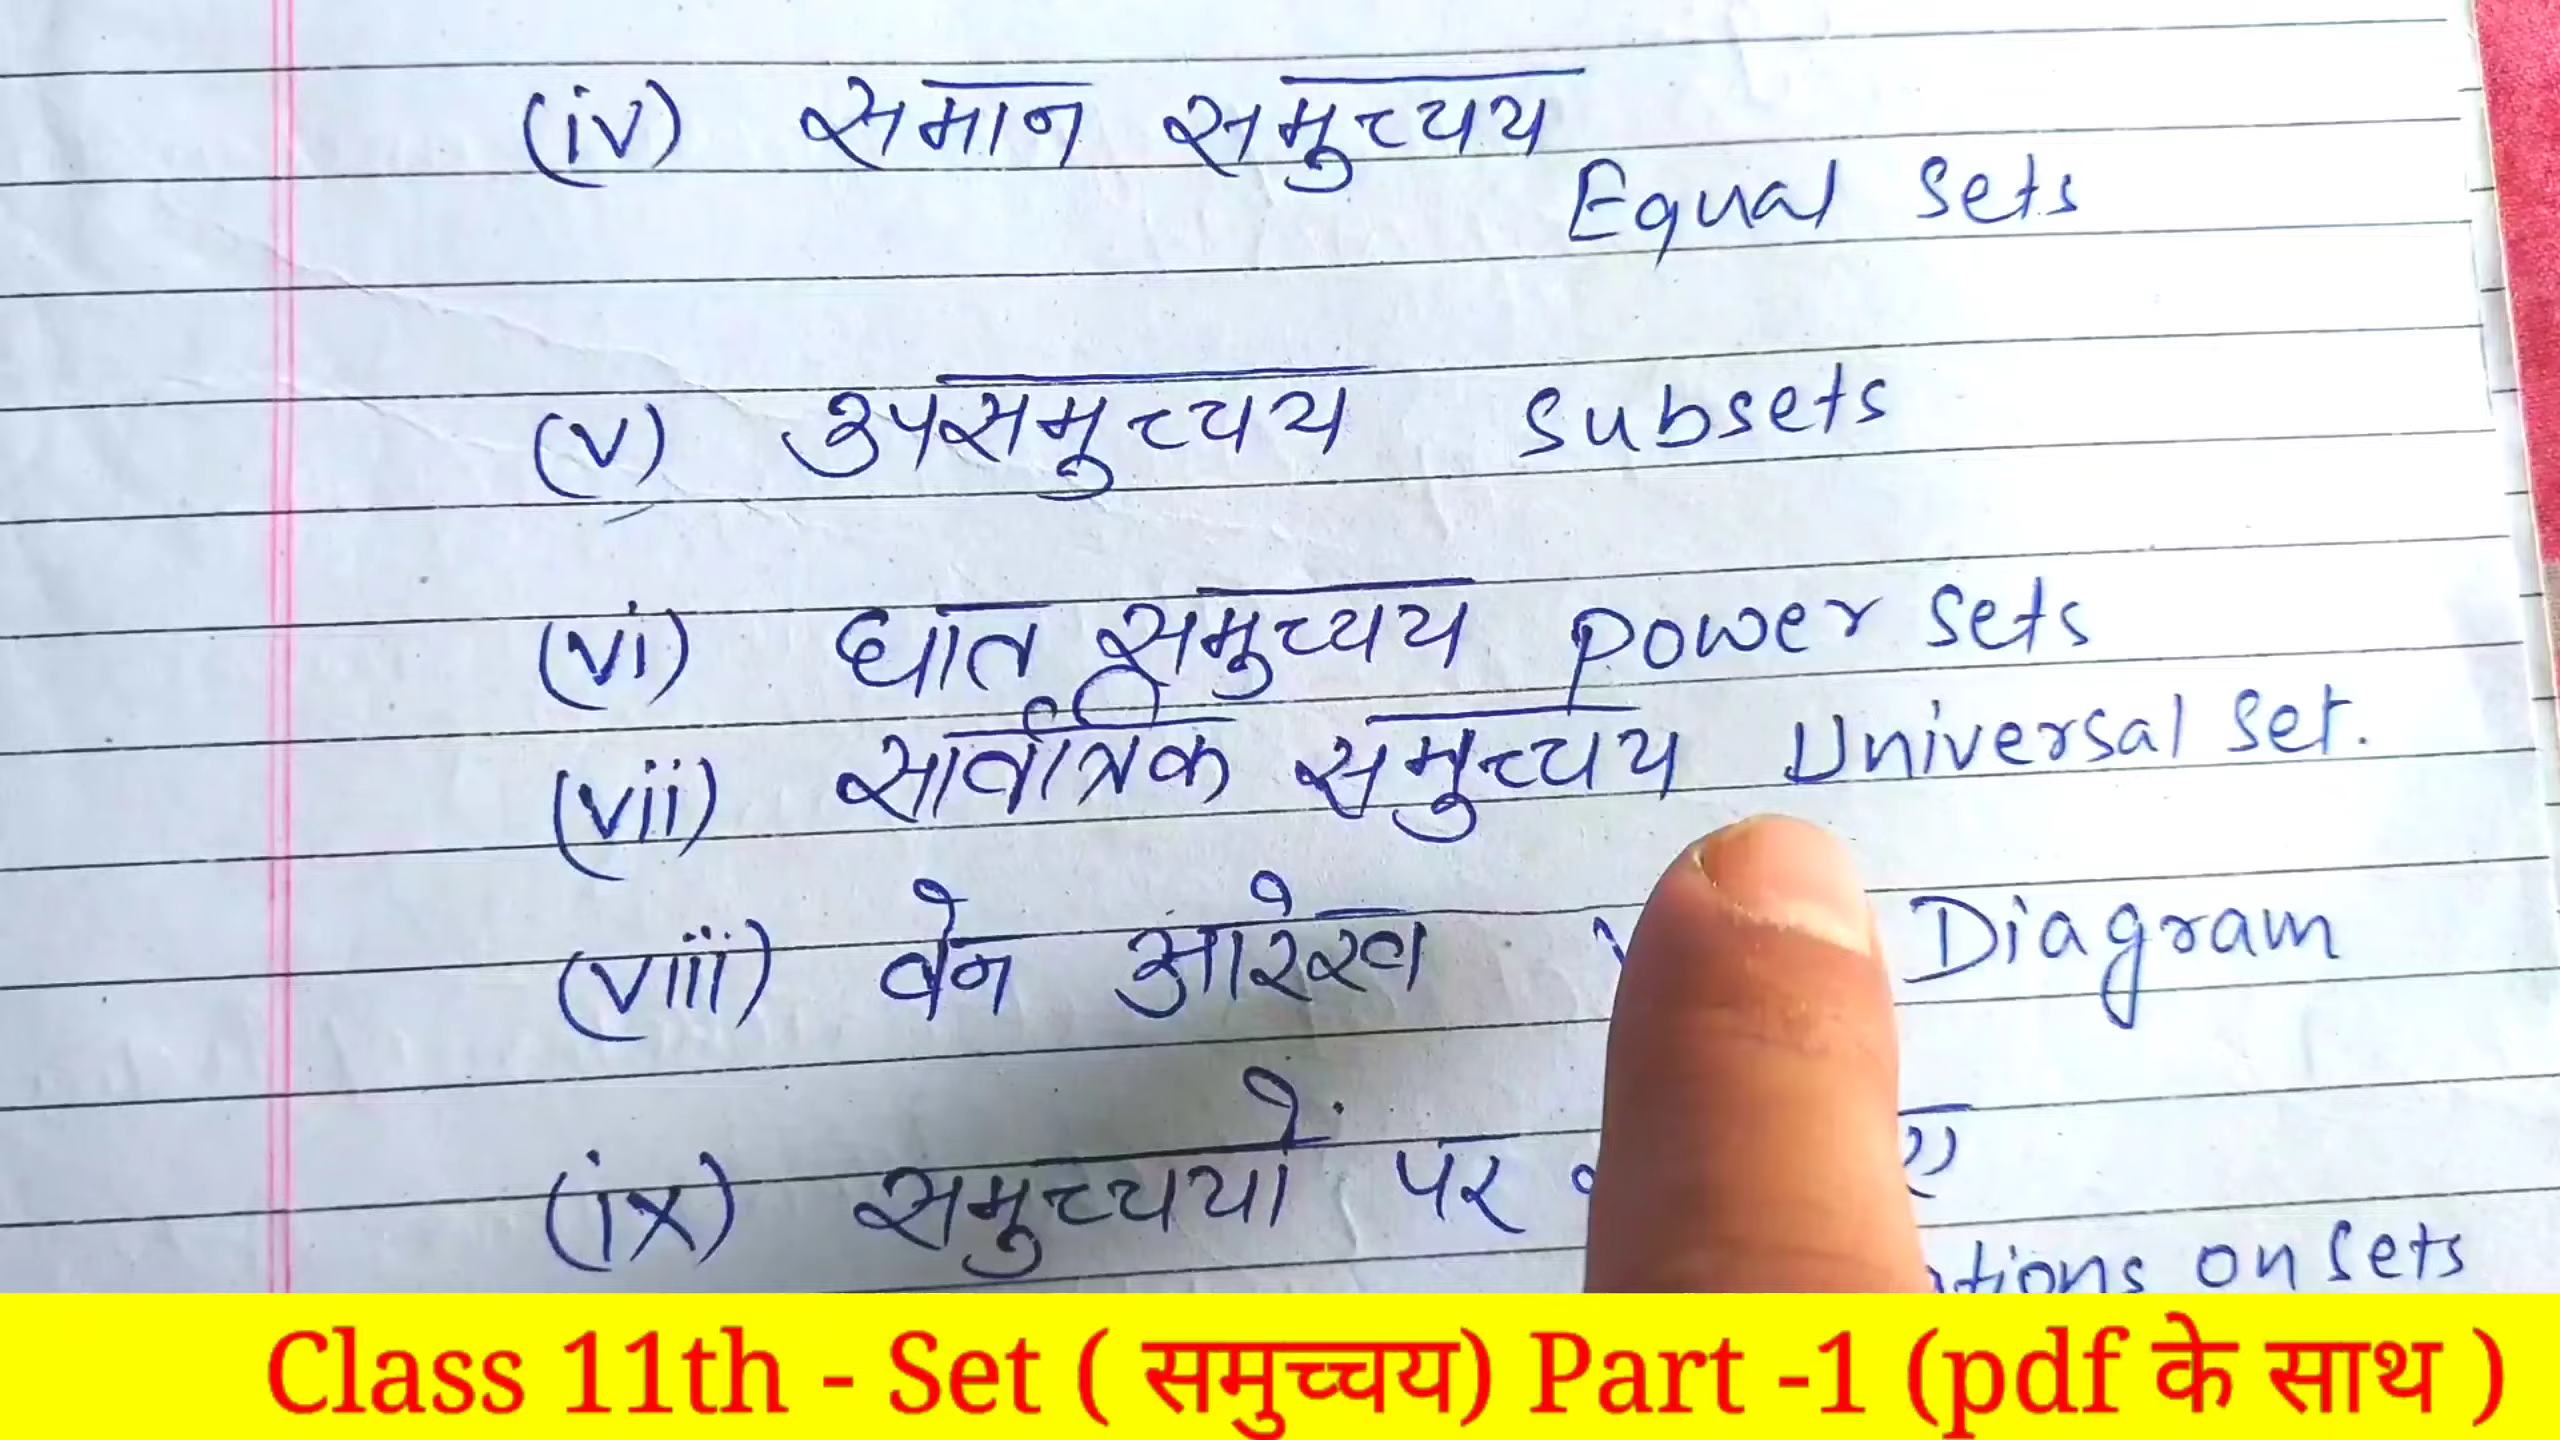 (iv) समान समुच्चय
Equal sets
(v) उपसमुच्चय subsets
(vi) घात समुच्चय power sets
(vii) सार्वत्रिक समुच्चय Universal set.
(viii) वेन आरेख Diagram
(ix) समुच्चयों पर
on sets
Class 11th - Set ( समुच्चय) Part -1 (pdf के साथ )